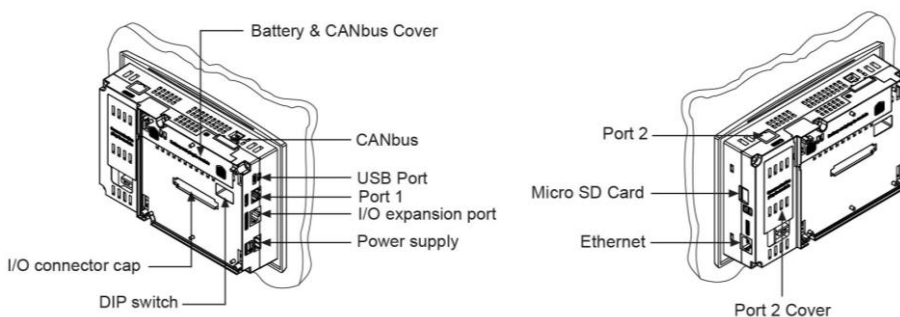 Battery & CANbus Cover
CANbus
USB Port
Port 1
I/O expansion port
Power supply
I/O connector cap
DIP switch
Port 2
Micro SD Card
Ethernet
Port 2 Cover